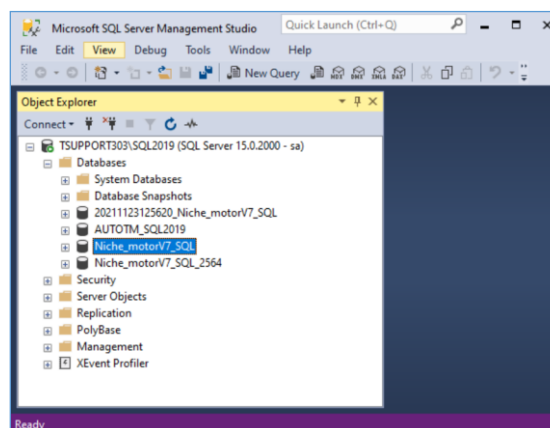 Microsoft SQL Server Management Studio
Quick Launch (Ctrl+Q)
File Edit View Debug Tools Window Help
New Query
Object Explorer
Connect
TSUPPORT303\SQL2019 (SQL Server 15.0.2000 - sa)
Databases
System Databases
Database Snapshots
20211123125620_Niche_motorV7_SQL
AUTOTM_SQL2019
Niche_motorV7_SQL
Niche_motorV7_SQL_2564
Security
Server Objects
Replication
PolyBase
Management
XEvent Profiler
Ready